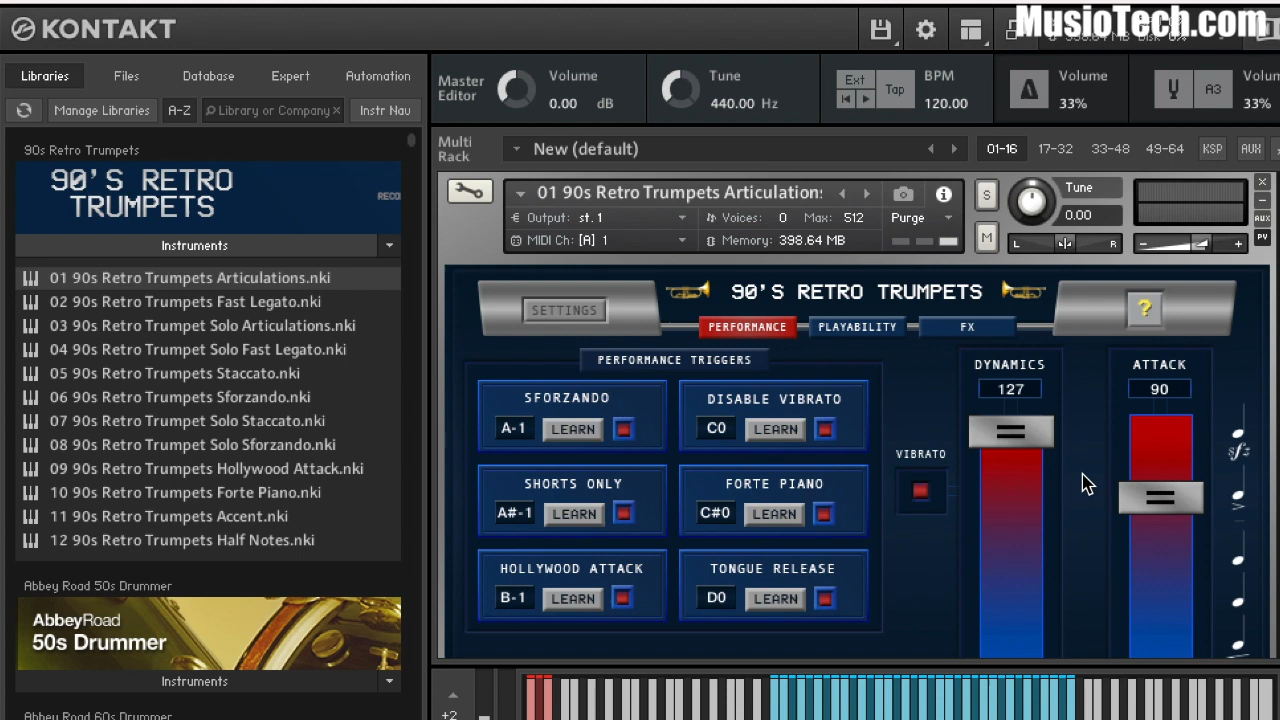 MusioTech.com
KONTAKT
Libraries Files Database Expert Automation
Manage Libraries A-Z Library or Company × Instr Nav
Master Editor
Volume 0.00 dB
Tune 440.00 Hz
Ext Tap BPM 120.00
Volume 33%
A3 Volum 33%
90s Retro Trumpets
90'S RETRO TRUMPETS RECO
Instruments
01 90s Retro Trumpets Articulations.nki
02 90s Retro Trumpets Fast Legato.nki
03 90s Retro Trumpet Solo Articulations.nki
04 90s Retro Trumpet Solo Fast Legato.nki
05 90s Retro Trumpets Staccato.nki
06 90s Retro Trumpets Sforzando.nki
07 90s Retro Trumpet Solo Staccato.nki
08 90s Retro Trumpet Solo Sforzando.nki
09 90s Retro Trumpets Hollywood Attack.nki
10 90s Retro Trumpets Forte Piano.nki
11 90s Retro Trumpets Accent.nki
12 90s Retro Trumpets Half Notes.nki
Abbey Road 50s Drummer
AbbeyRoad
50s Drummer
Instruments
Multi Rack
New (default)
01-16 17-32 33-48 49-64 KSP AUX
01 90s Retro Trumpets Articulation:
Output: st.1 Voices: 0 Max: 512 Purge
MIDI Ch: [A] 1 Memory: 398.64 MB
S M
Tune 0.00
L R
- +
× - AUX PV
SETTINGS
90'S RETRO TRUMPETS
?
PERFORMANCE PLAYABILITY FX
PERFORMANCE TRIGGERS
SFORZANDO
A-1 LEARN
DISABLE VIBRATO
C0 LEARN
SHORTS ONLY
A#-1 LEARN
FORTE PIANO
C#0 LEARN
HOLLYWOOD ATTACK
B-1 LEARN
TONGUE RELEASE
D0 LEARN
VIBRATO
DYNAMICS
127
ATTACK
90
sfz
+2